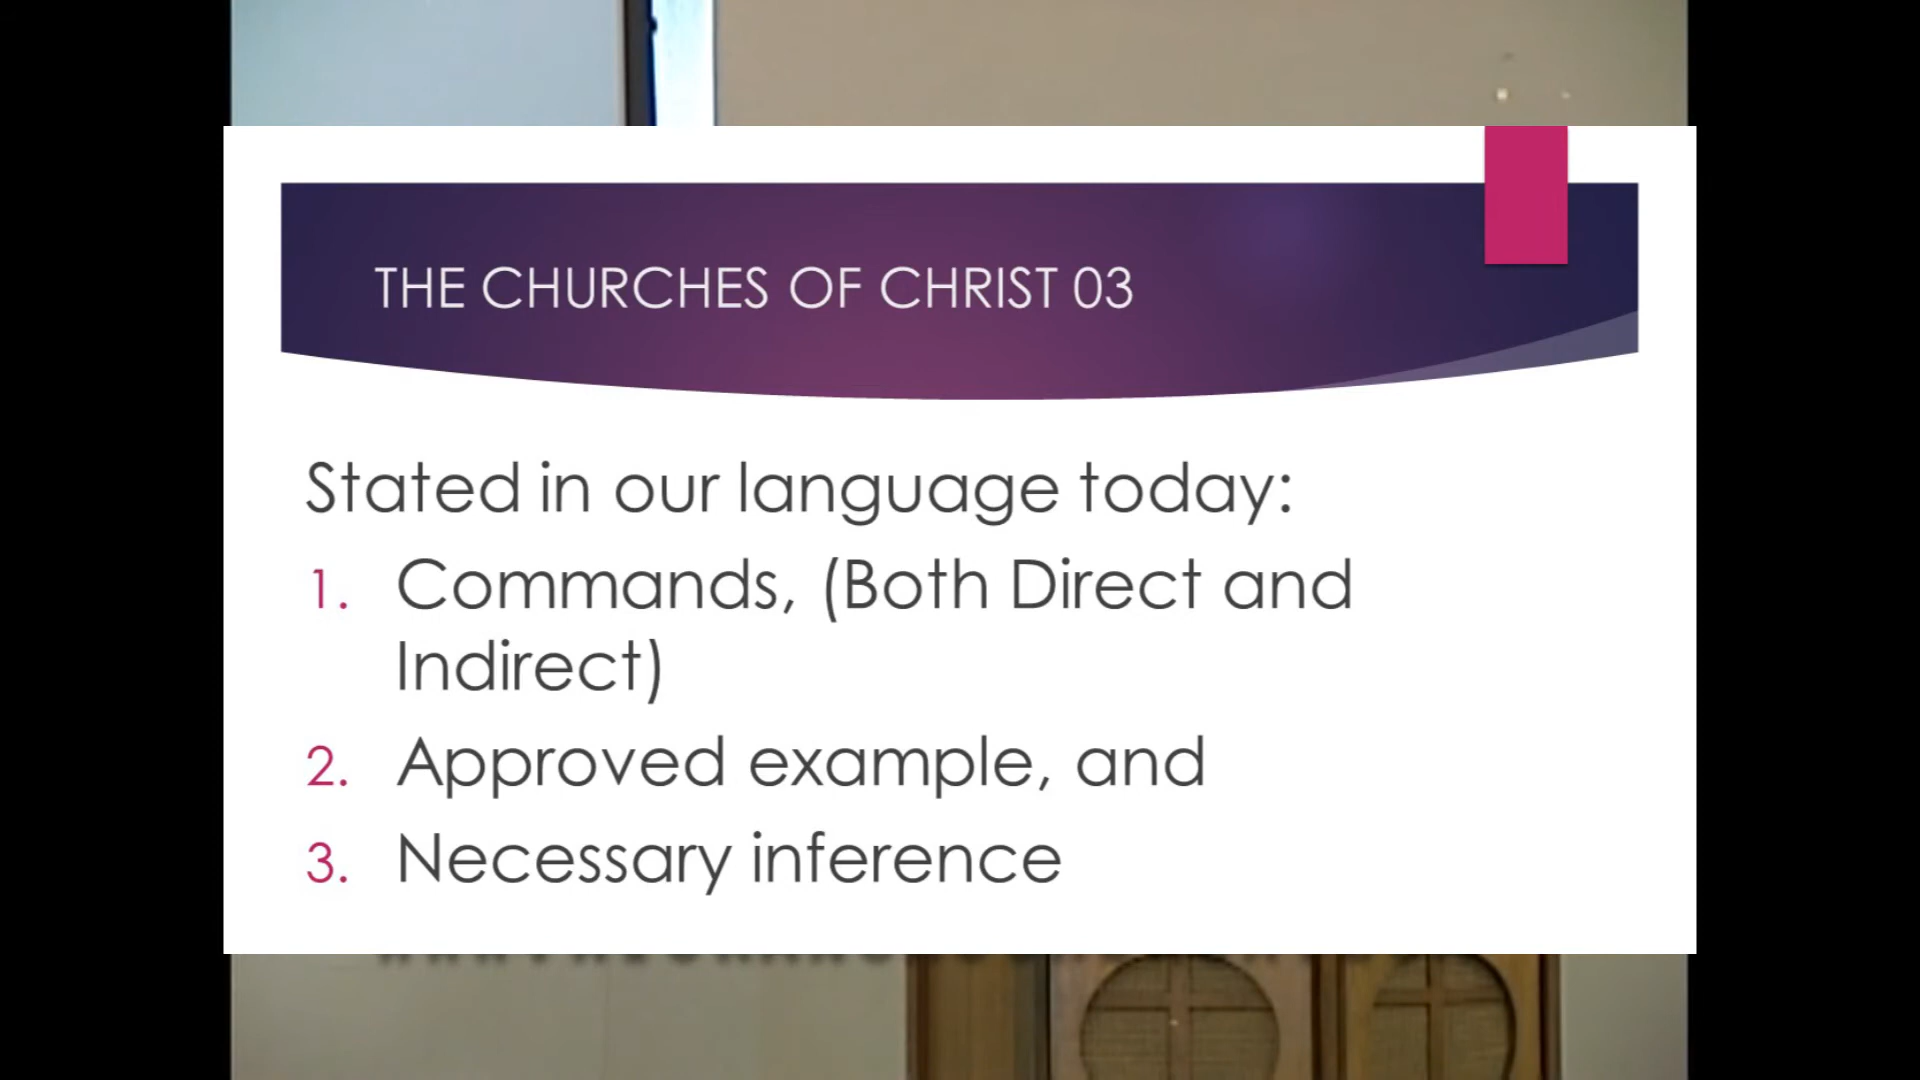 THE CHURCHES OF CHRIST 03
Stated in our language today:
1. Commands, (Both Direct and
Indirect)
2. Approved example, and
3. Necessary inference